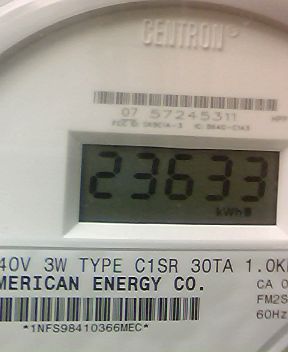 CENTRON
07 57245311
23633
kWh
40V 3W TYPE C1SR 30TA 1.0K
MERICAN ENERGY CO.
CA 0
FM2S
60Hz
*1NFS98410366MEC*